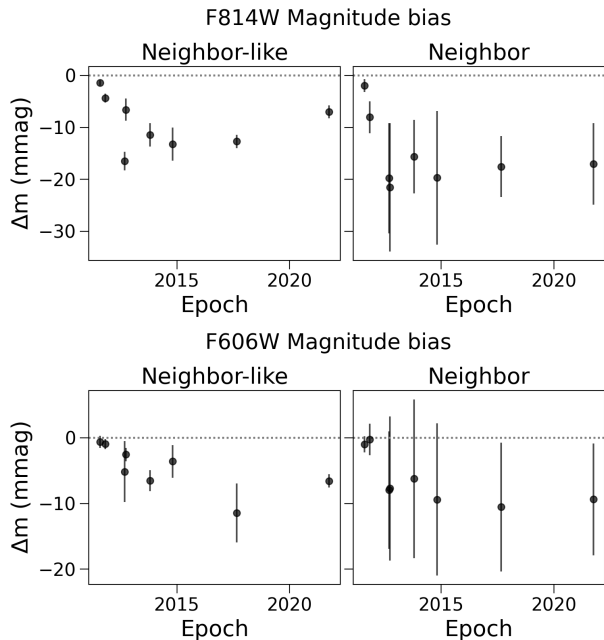 F814W Magnitude bias
Neighbor-like Neighbor
0
−10
−20
−30
Δm (mmag)
2015 2020 2015 2020
Epoch Epoch
F606W Magnitude bias
Neighbor-like Neighbor
0
−10
−20
Δm (mmag)
2015 2020 2015 2020
Epoch Epoch